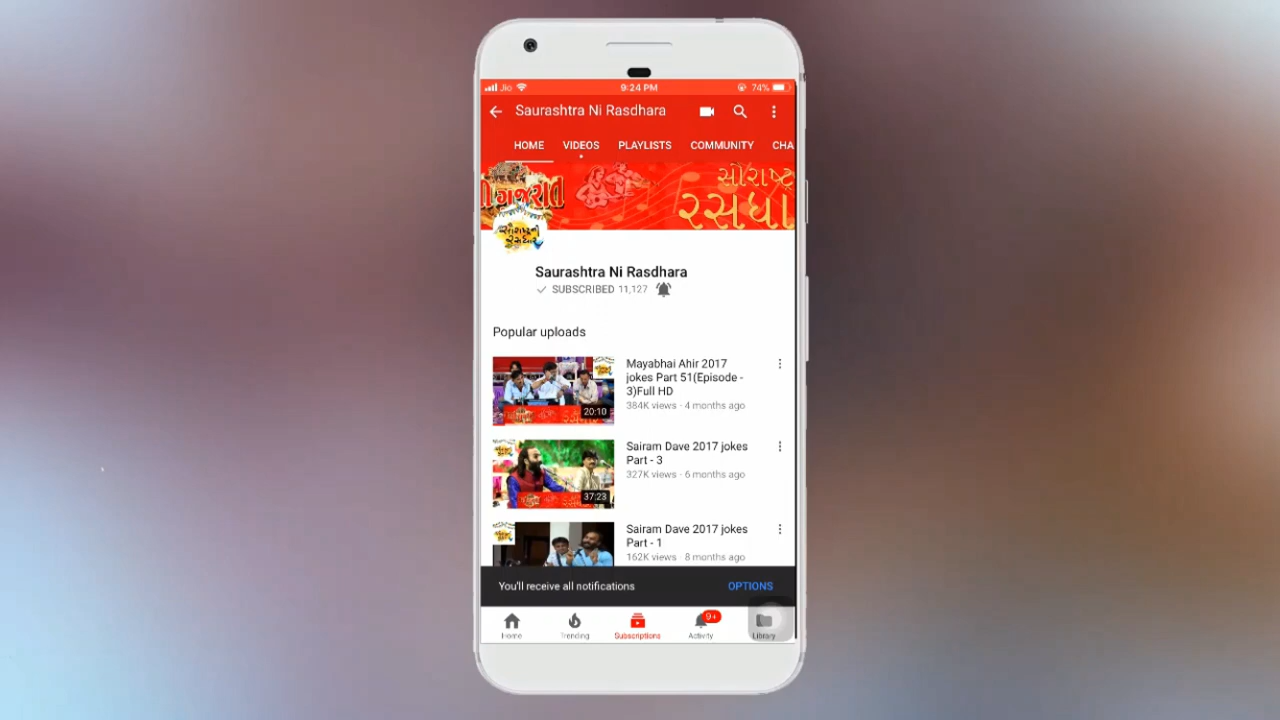 Jio 9:24 PM 74%
Saurashtra Ni Rasdhara
HOME VIDEOS PLAYLISTS COMMUNITY CHA
ગુજરાત
સૌરાષ્ટ્ર
રસધા
Saurashtra Ni Rasdhara
SUBSCRIBED 11,127
Popular uploads
Mayabhai Ahir 2017
jokes Part 51(Episode -
3)Full HD
384K views · 4 months ago
20:10
Sairam Dave 2017 jokes
Part - 3
327K views · 6 months ago
37:23
Sairam Dave 2017 jokes
Part - 1
162K views · 8 months ago
You'll receive all notifications OPTIONS
9+
Home Trending Subscriptions Activity Library